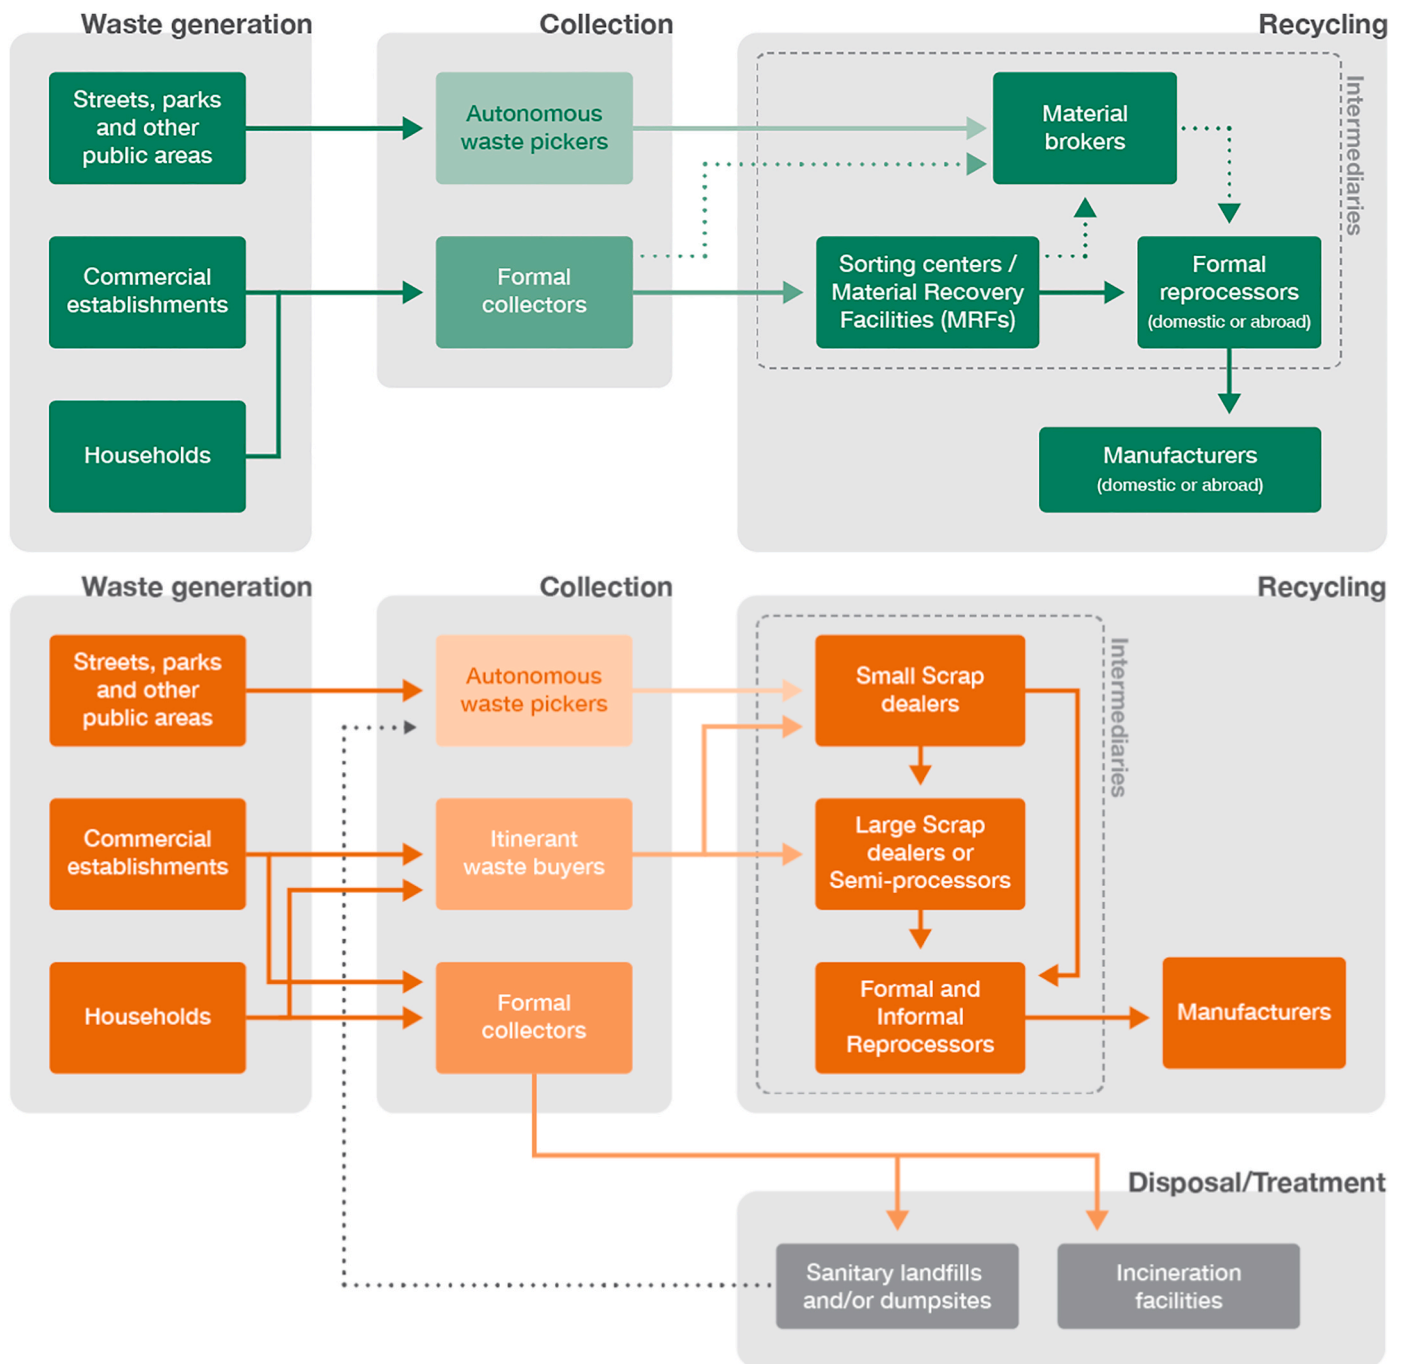 Waste generation
Collection
Recycling
Streets, parks
and other
public areas
Autonomous
waste pickers
Material
brokers
Intermediaries
Commercial
establishments
Formal
collectors
Sorting centers /
Material Recovery
Facilities (MRFs)
Formal
reprocessors
(domestic or abroad)
Households
Manufacturers
(domestic or abroad)
Waste generation
Collection
Recycling
Streets, parks
and other
public areas
Autonomous
waste pickers
Small Scrap
dealers
Intermediaries
Commercial
establishments
Itinerant
waste buyers
Large Scrap
dealers or
Semi-processors
Households
Formal
collectors
Formal and
Informal
Reprocessors
Manufacturers
Disposal/Treatment
Sanitary landfills
and/or dumpsites
Incineration
facilities